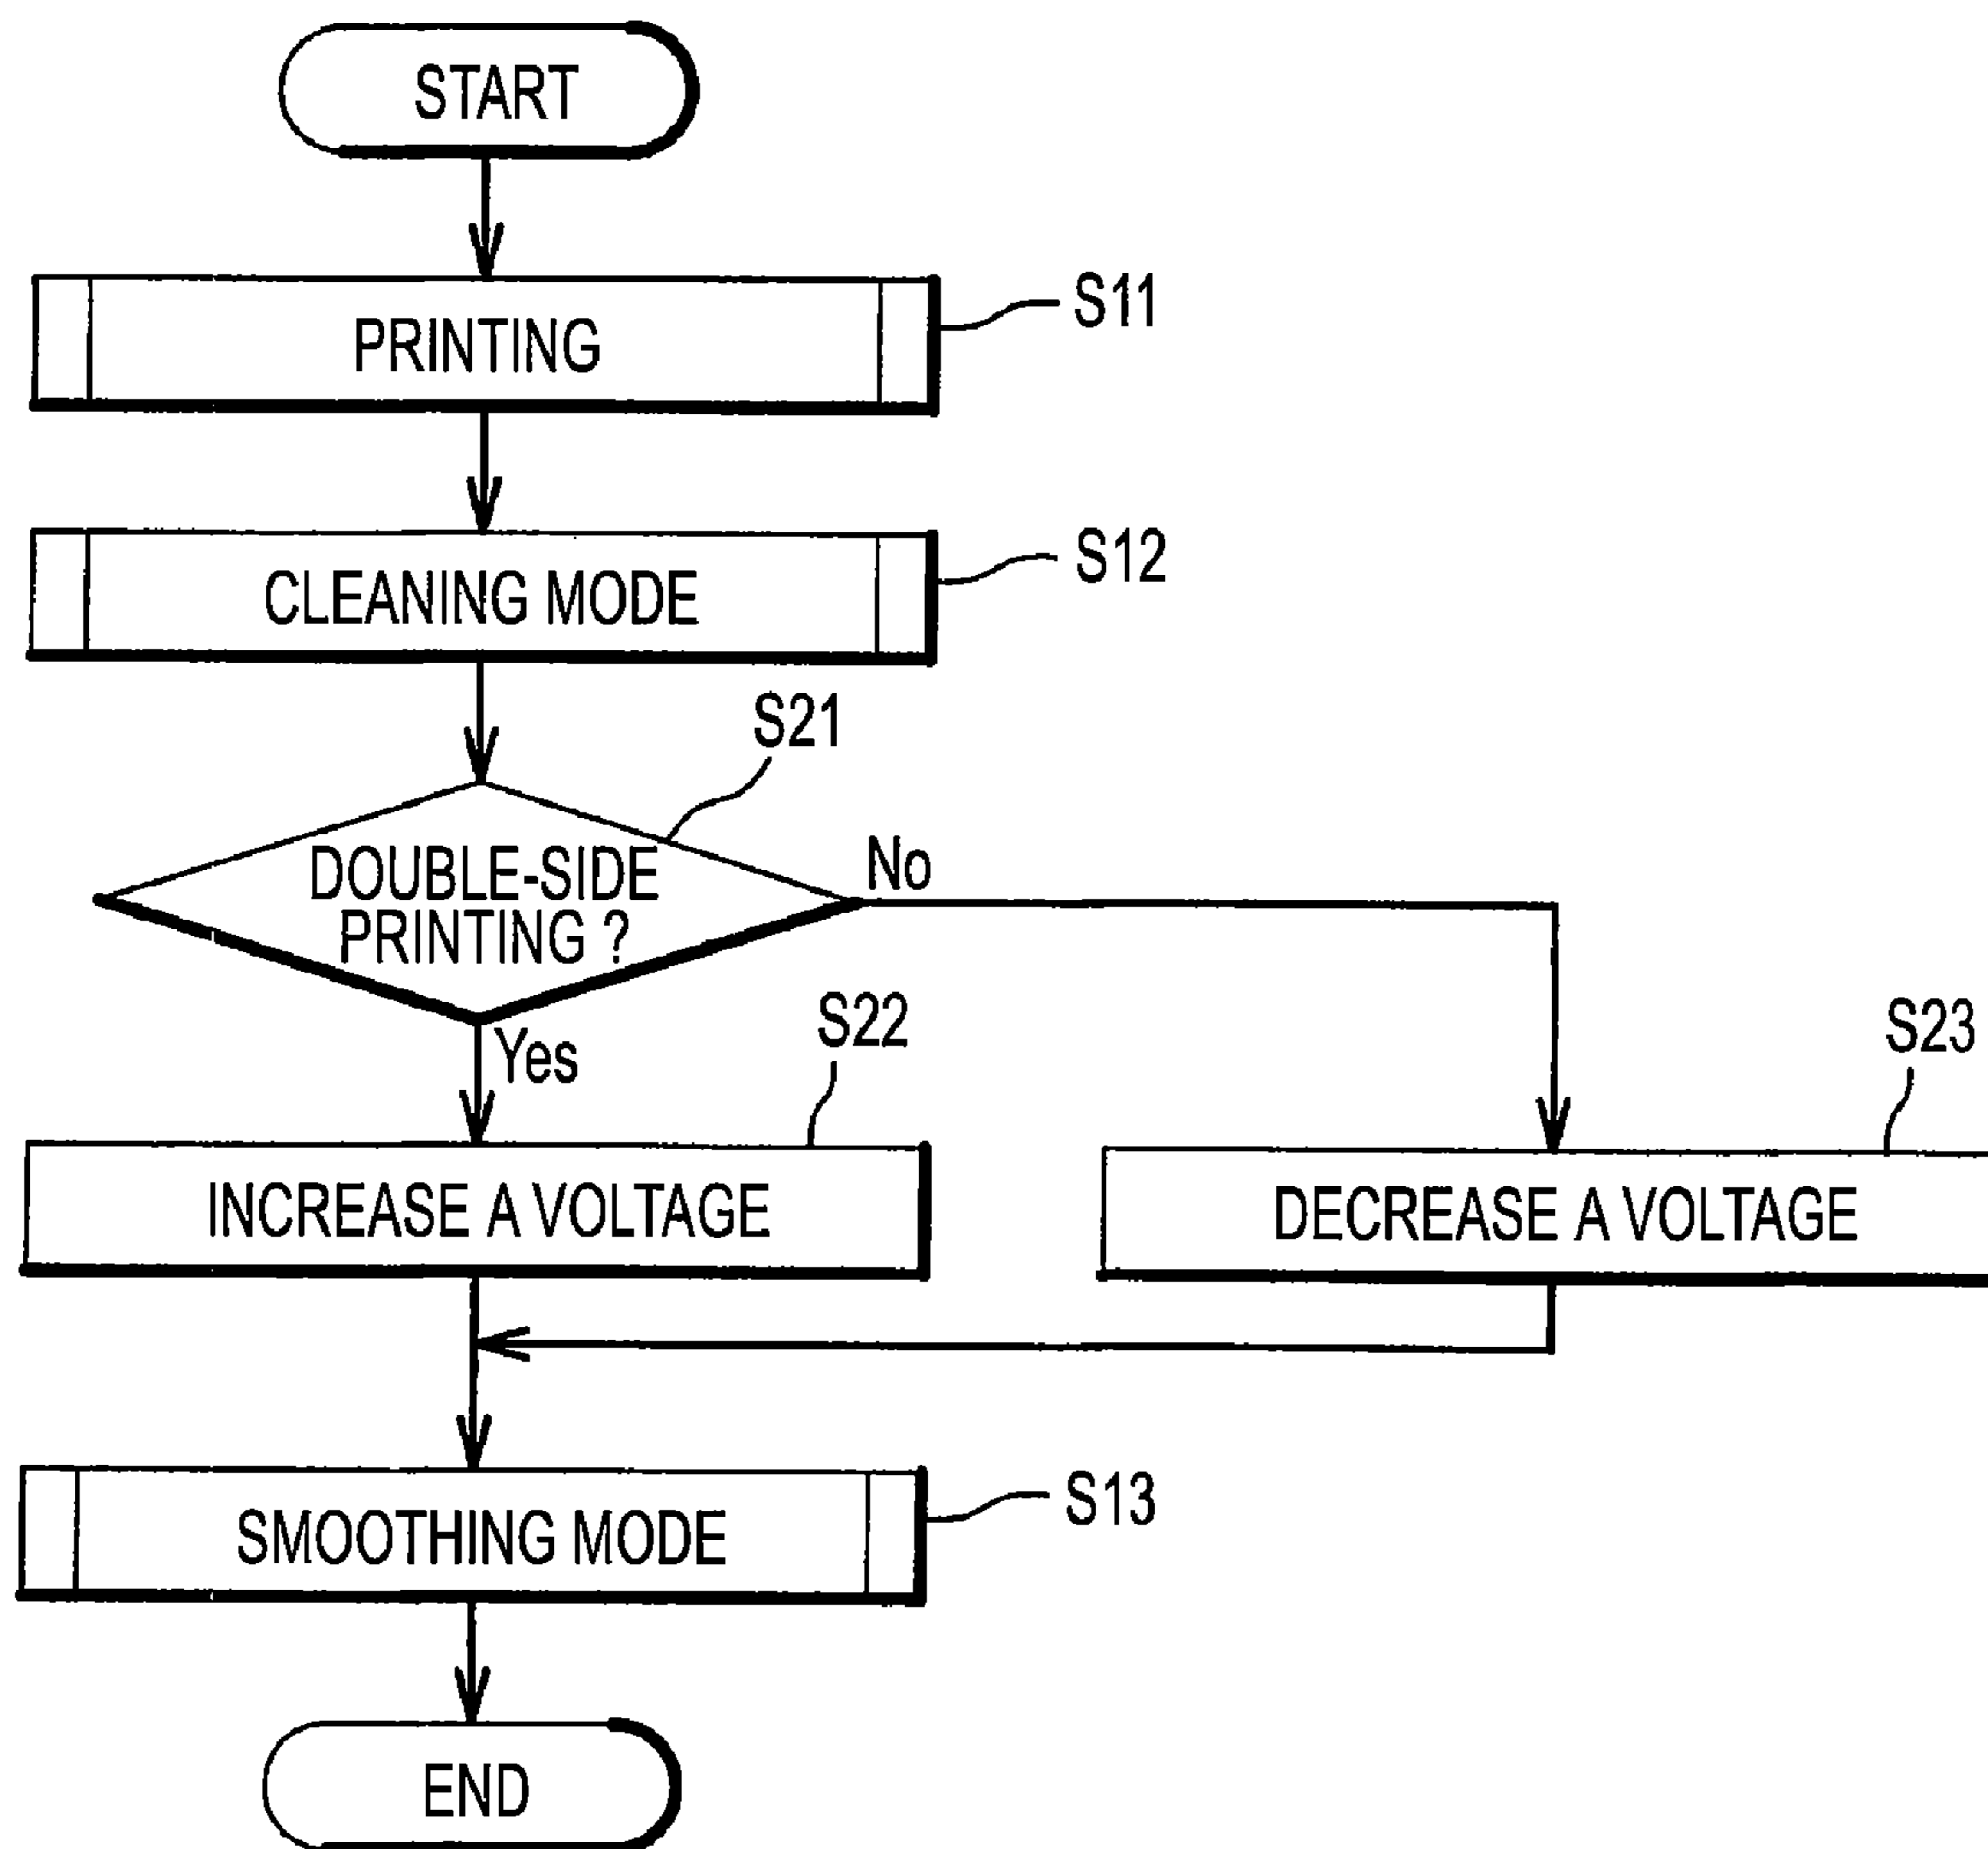 START
PRINTING
S11
CLEANING MODE
S12
S21
DOUBLE-SIDE
PRINTING ?
No
Yes
S22
S23
INCREASE A VOLTAGE
DECREASE A VOLTAGE
SMOOTHING MODE
S13
END